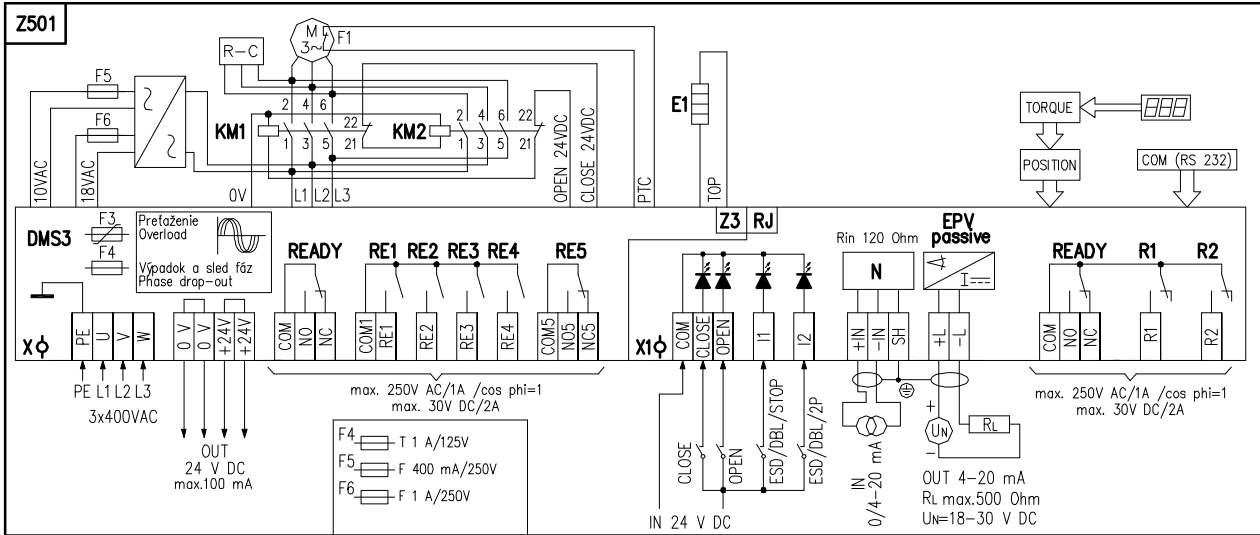 Z501
M
3~
F1
R-C
F5
F6
2 4 6
KM1
1 3 5
22
21
KM2
2 4 6 22
1 3 5 21
E1
TORQUE
POSITION
COM (RS 232)
10VAC
18VAC
0V
L1 L2 L3
OPEN 24VDC
CLOSE 24VDC
PTC
TOP
DMS3
F3
F4
Preťaženie
Overload
Výpadok a sled fáz
Phase drop-out
READY
RE1 RE2 RE3 RE4
RE5
Z3 RJ
Rin 120 Ohm
N
EPV
passive
I
READY
R1
R2
X
PE
U
V
W
0 V
0 V
+24V
+24V
COM
NO
NC
COM1
RE1
RE2
RE3
RE4
COM5
NO5
NC5
X1
COM
CLOSE
OPEN
I1
I2
+IN
-IN
SH
+L
-L
COM
NO
NC
R1
R2
PE L1 L2 L3
3x400VAC
OUT
24 V DC
max.100 mA
max. 250V AC/1A /cos phi=1
max. 30V DC/2A
F4 T 1 A/125V
F5 F 400 mA/250V
F6 F 1 A/250V
CLOSE
OPEN
ESD/DBL/STOP
ESD/DBL/2P
IN 24 V DC
IN
0/4-20 mA
+
UN
-
RL
OUT 4-20 mA
RL max.500 Ohm
UN=18-30 V DC
max. 250V AC/1A /cos phi=1
max. 30V DC/2A